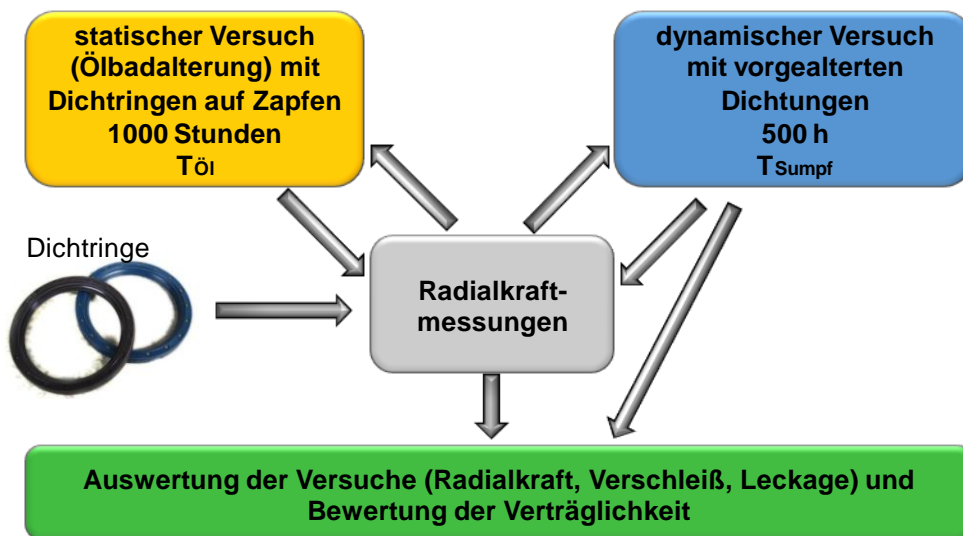 statischer Versuch
(Ölbadalterung) mit
Dichtringen auf Zapfen
1000 Stunden
TÖl
dynamischer Versuch
mit vorgealterten
Dichtungen
500 h
TSumpf
Dichtringe
Radialkraft-
messungen
Auswertung der Versuche (Radialkraft, Verschleiß, Leckage) und
Bewertung der Verträglichkeit